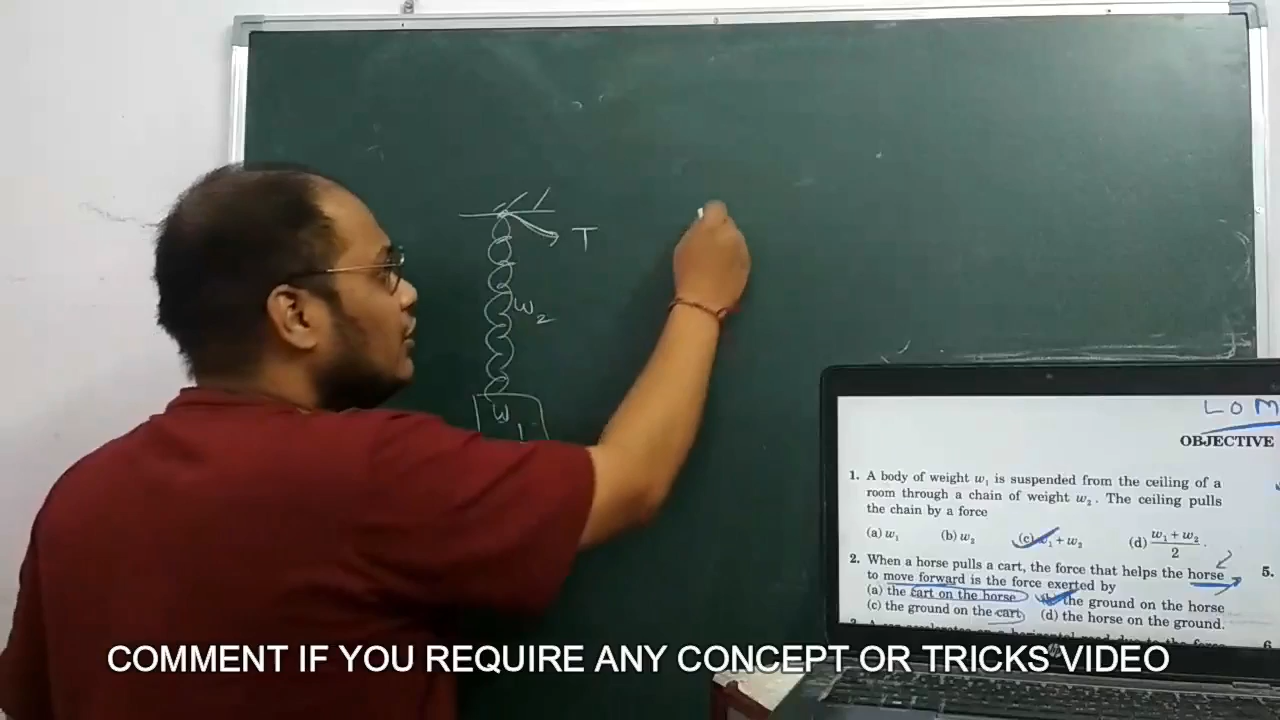 T
w₂
w₁
LOM
OBJECTIVE
1. A body of weight w₁ is suspended from the ceiling of a
room through a chain of weight w₂. The ceiling pulls
the chain by a force
(a) w₁ (b) w₂ (c) w₁ + w₂ (d) (w₁ + w₂)/2.
2. When a horse pulls a cart, the force that helps the horse
to move forward is the force exerted by
(a) the cart on the horse (b) the ground on the horse
(c) the ground on the cart (d) the horse on the ground.
5.
6
hp
COMMENT IF YOU REQUIRE ANY CONCEPT OR TRICKS VIDEO